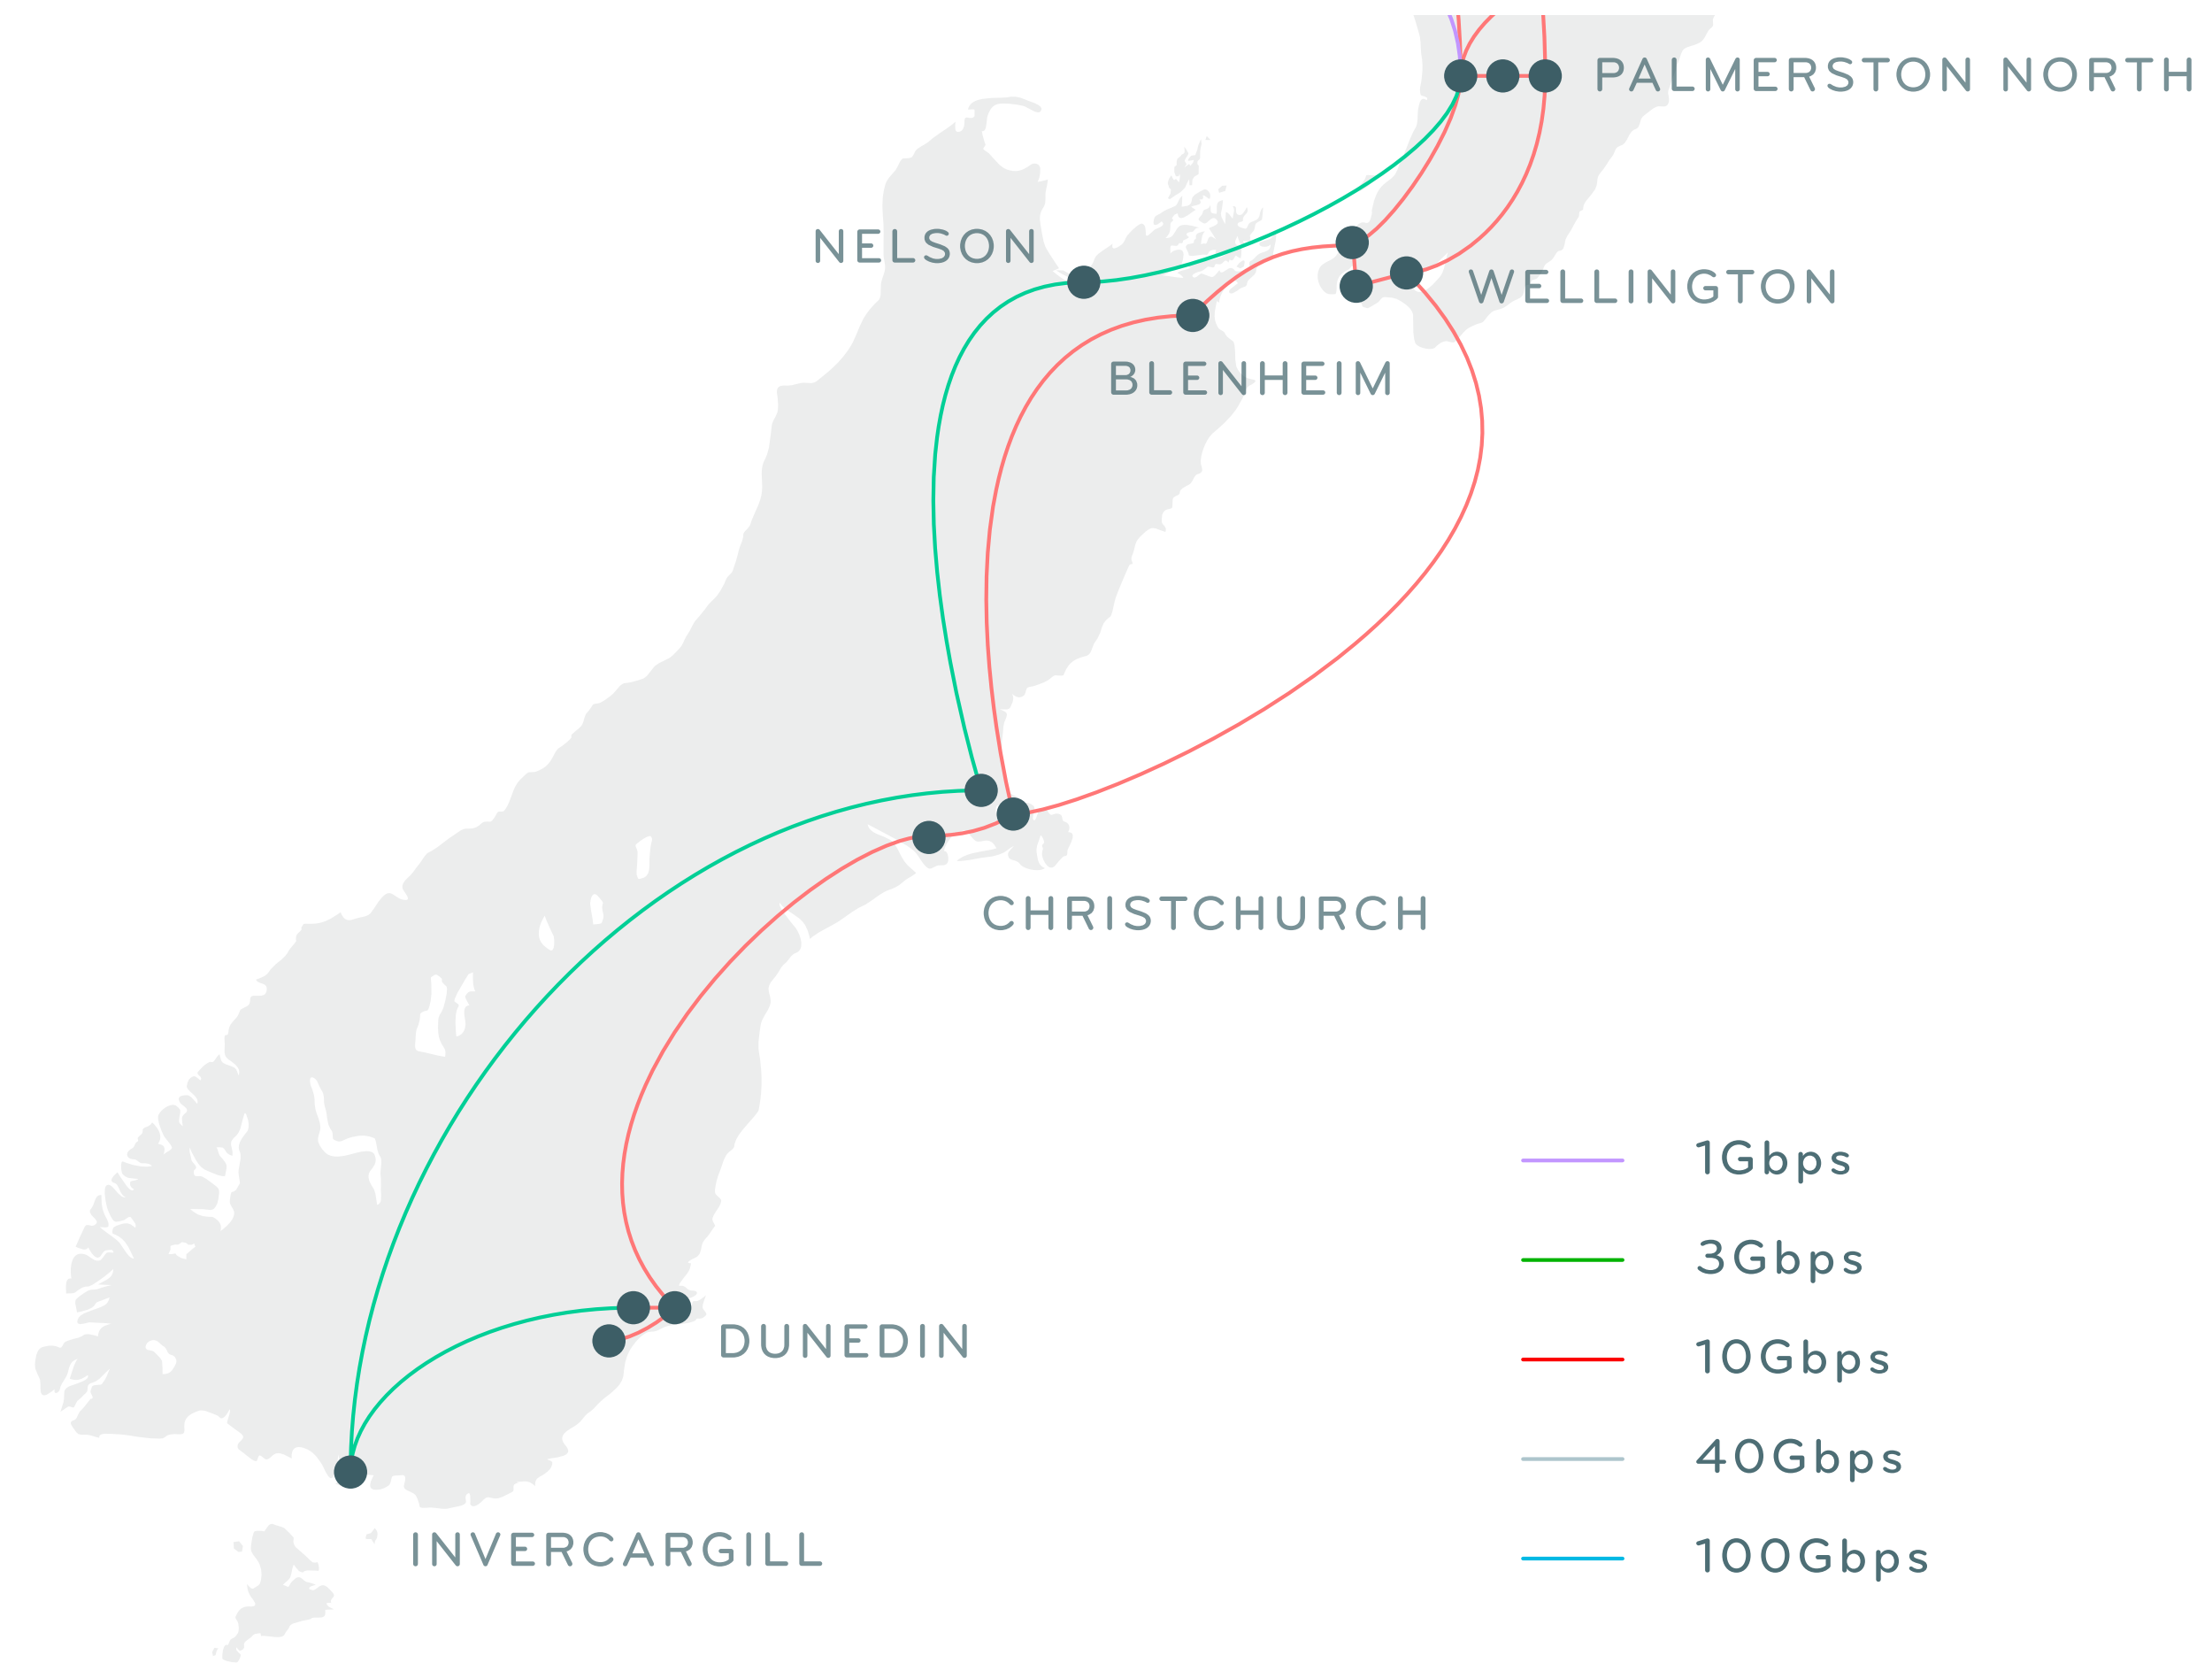 PALMERSTON NORTH
NELSON
WELLINGTON
BLENHEIM
CHRISTCHURCH
DUNEDIN
INVERCARGILL
1Gbps
3Gbps
10Gbps
40Gbps
100Gbps